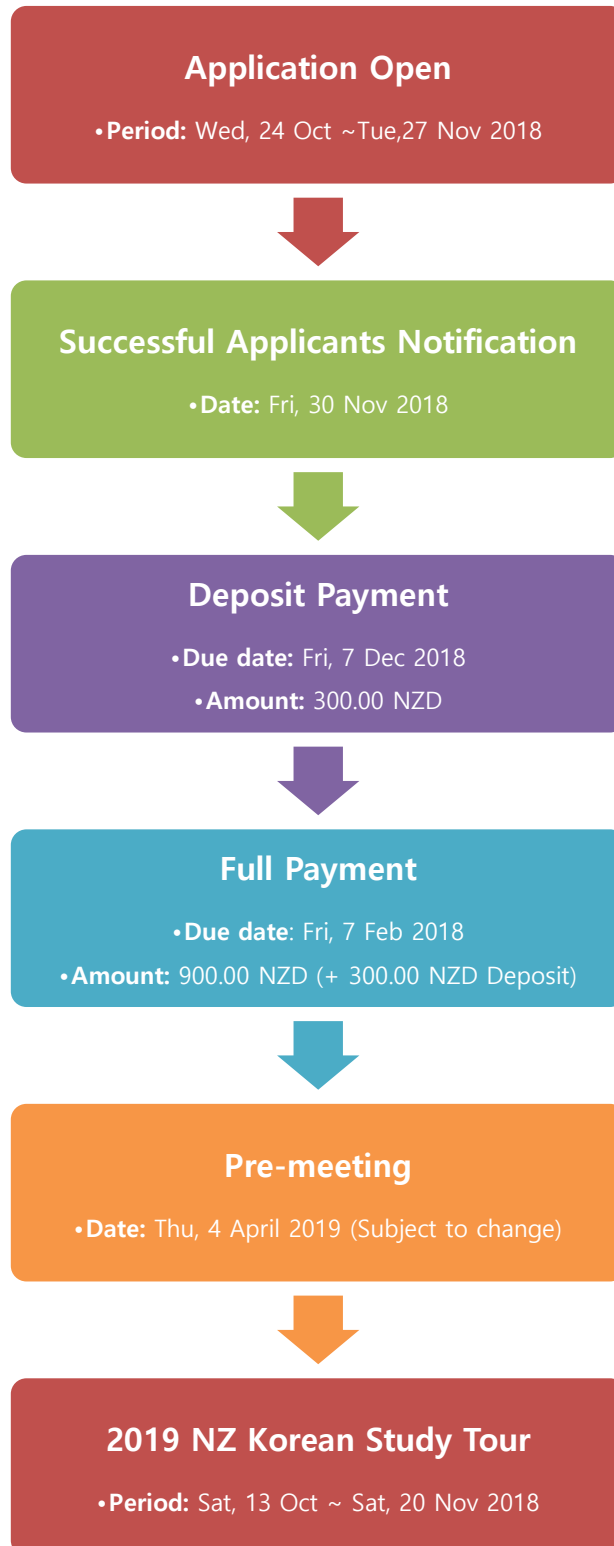 Application Open
•Period: Wed, 24 Oct ~Tue,27 Nov 2018
Successful Applicants Notification
•Date: Fri, 30 Nov 2018
Deposit Payment
•Due date: Fri, 7 Dec 2018
•Amount: 300.00 NZD
Full Payment
•Due date: Fri, 7 Feb 2018
•Amount: 900.00 NZD (+ 300.00 NZD Deposit)
Pre-meeting
•Date: Thu, 4 April 2019 (Subject to change)
2019 NZ Korean Study Tour
•Period: Sat, 13 Oct ~ Sat, 20 Nov 2018